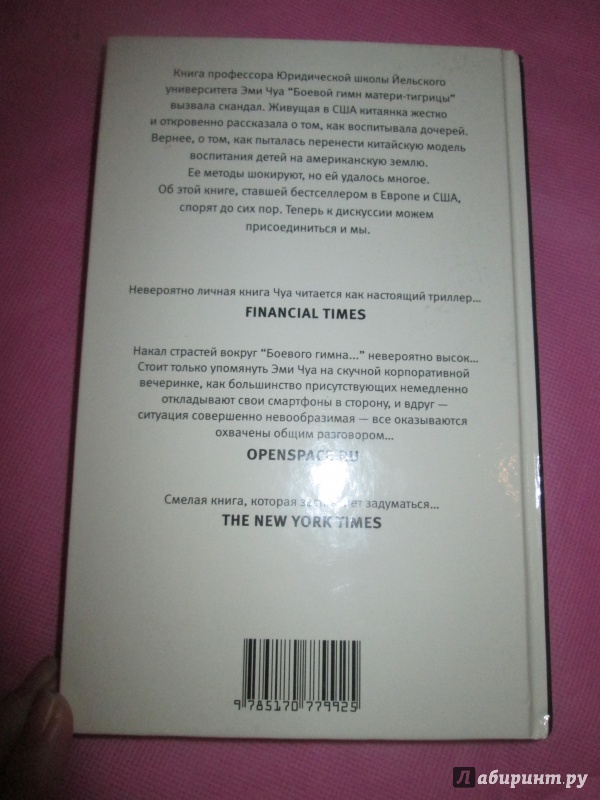 Книга профессора Юридической школы Йельского
университета Эми Чуа “Боевой гимн матери-тигрицы”
вызвала скандал. Живущая в США китаянка жестко
и откровенно рассказала о том, как воспитывала дочерей.
Вернее, о том, как пыталась перенести китайскую модель
воспитания детей на американскую землю.
Ее методы шокируют, но ей удалось многое.
Об этой книге, ставшей бестселлером в Европе и США,
спорят до сих пор. Теперь к дискуссии можем
присоединиться и мы.
Невероятно личная книга Чуа читается как настоящий триллер...
FINANCIAL TIMES
Накал страстей вокруг “Боевого гимна...” невероятно высок...
Стоит только упомянуть Эми Чуа на скучной корпоративной
вечеринке, как большинство присутствующих немедленно
откладывают свои смартфоны в сторону, и вдруг —
ситуация совершенно невообразимая — все оказываются
охвачены общим разговором...
OPENSPACE.RU
Смелая книга, которая задуматься...
THE NEW YORK TIMES
9 785170 779925
Лабиринт.ру